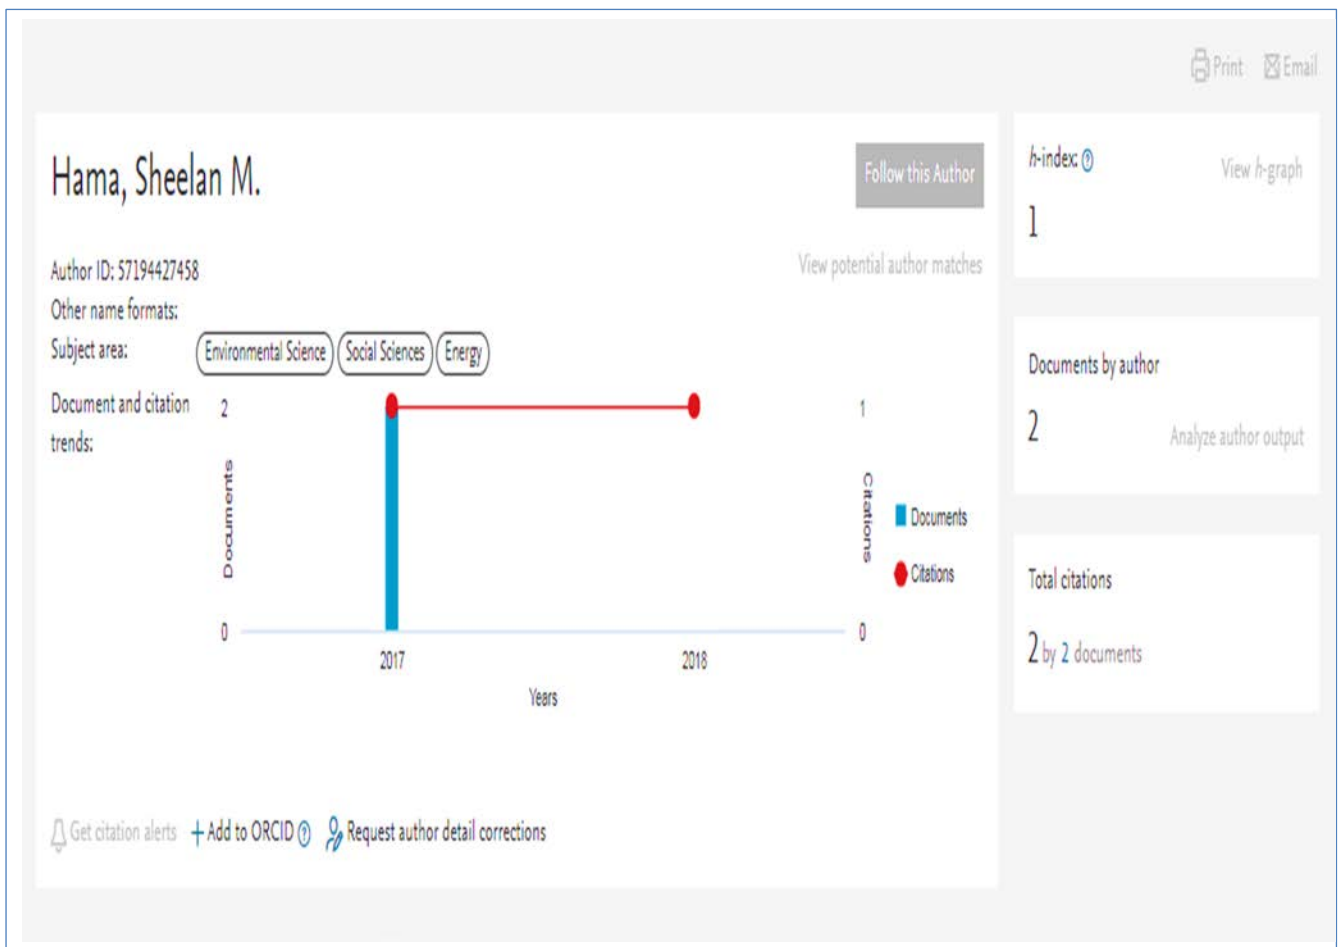 Print Email
Hama, Sheelan M.
Follow this Author
Author ID: 57194427458
View potential author matches
Other name formats:
Subject area: Environmental Science Social Sciences Energy
Document and citation trends:
2
0
Documents
1
0
Citations
2017 2018
Years
Documents
Citations
Get citation alerts + Add to ORCID ? Request author detail corrections
h-index: ?
View h-graph
1
Documents by author
2
Analyze author output
Total citations
2 by 2 documents